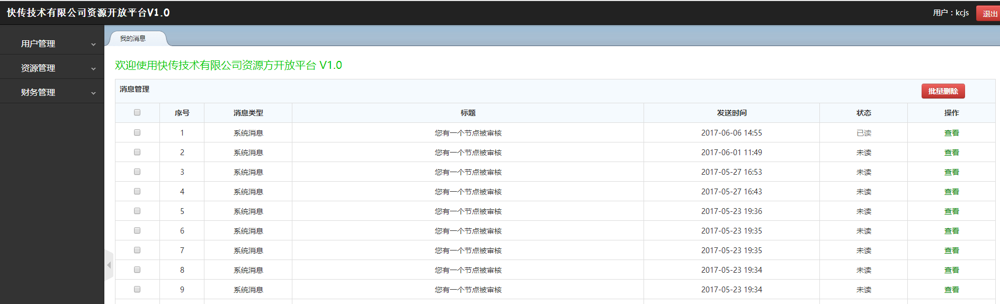 快传技术有限公司资源开放平台V1.0
用户：kcjs 退出
用户管理
资源管理
财务管理
我的消息
欢迎使用快传技术有限公司资源方开放平台 V1.0
消息管理 批量删除
序号 消息类型 标题 发送时间 状态 操作
1 系统消息 您有一个节点被审核 2017-06-06 14:55 已读 查看
2 系统消息 您有一个节点被审核 2017-06-01 11:49 未读 查看
3 系统消息 您有一个节点被审核 2017-05-27 16:53 未读 查看
4 系统消息 您有一个节点被审核 2017-05-27 16:43 未读 查看
5 系统消息 您有一个节点被审核 2017-05-23 19:36 未读 查看
6 系统消息 您有一个节点被审核 2017-05-23 19:35 未读 查看
7 系统消息 您有一个节点被审核 2017-05-23 19:35 未读 查看
8 系统消息 您有一个节点被审核 2017-05-23 19:34 未读 查看
9 系统消息 您有一个节点被审核 2017-05-23 19:34 未读 查看